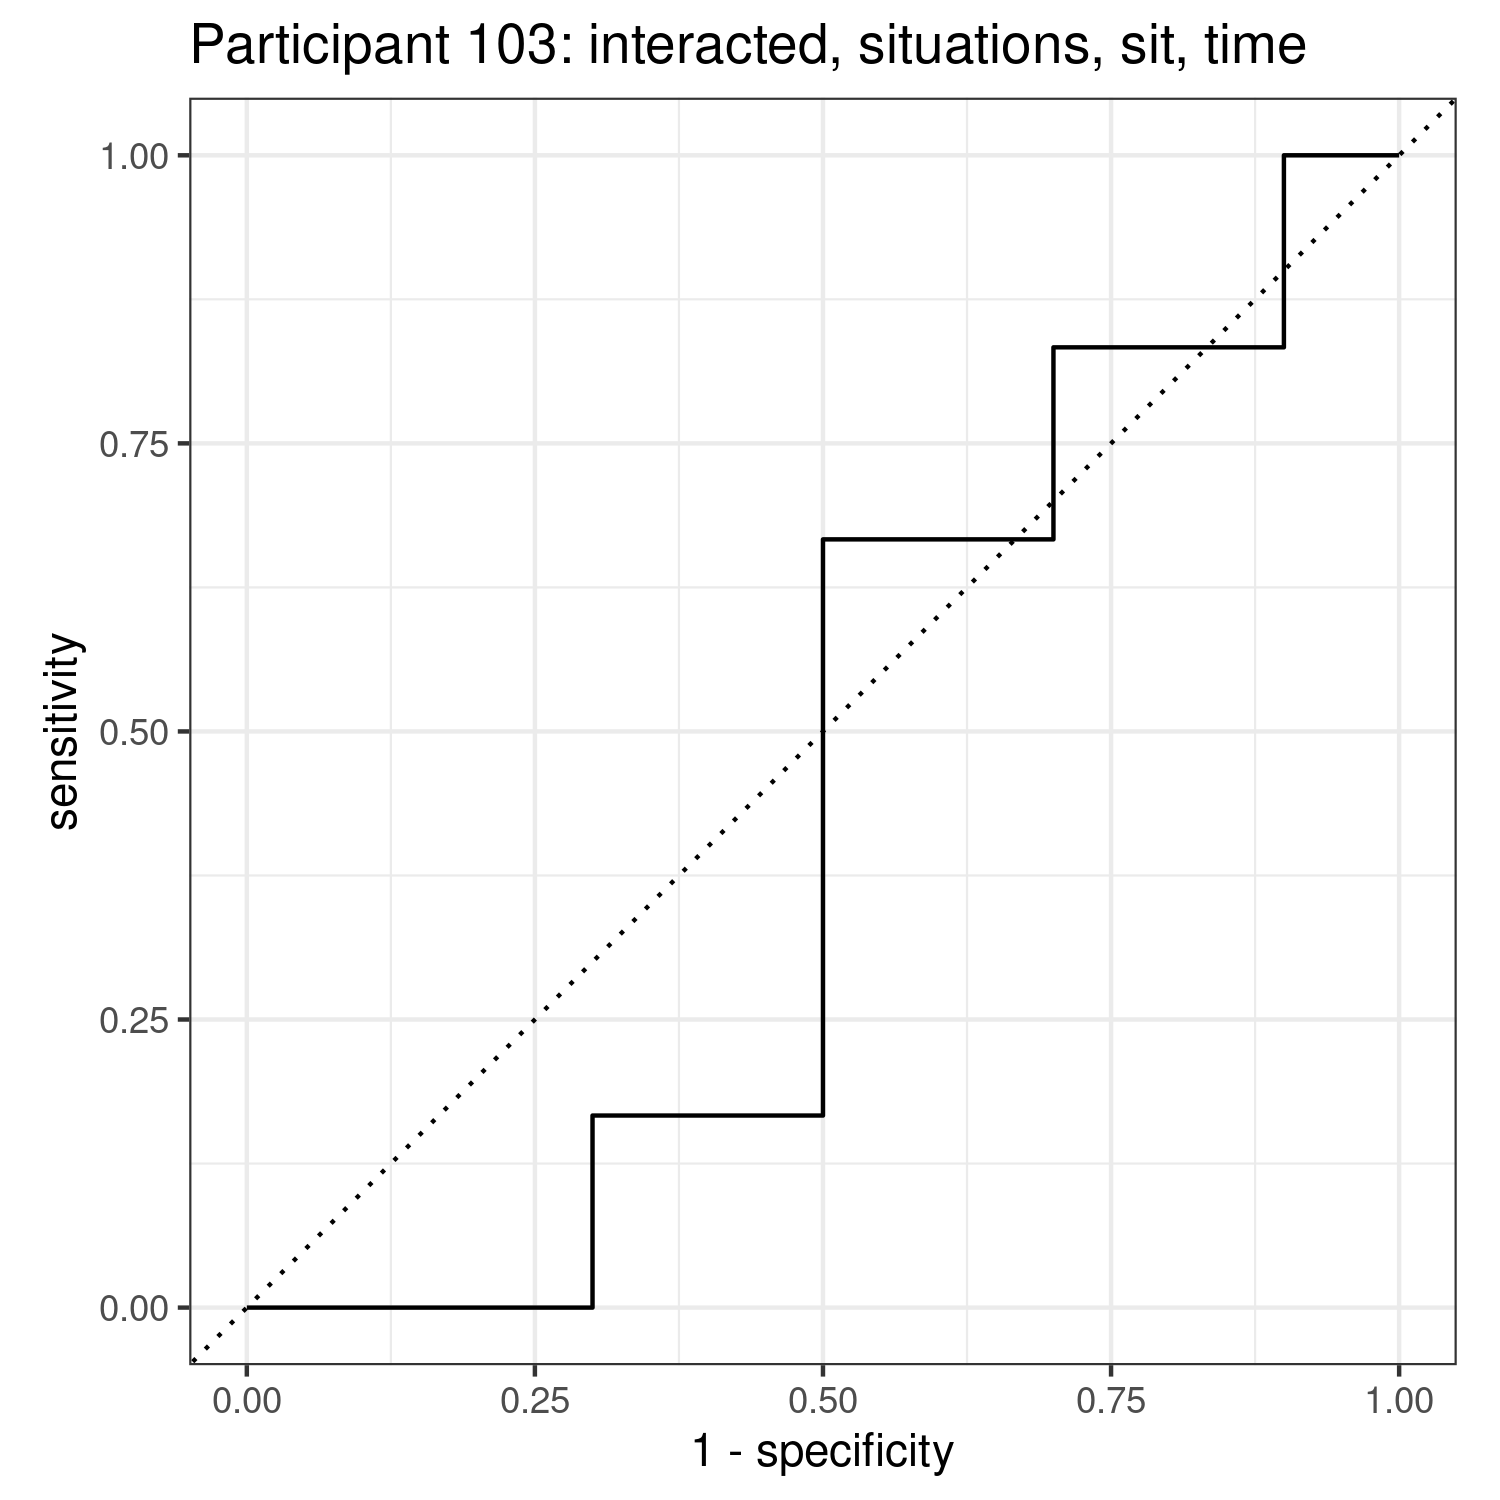 Participant 103: interacted, situations, sit, time
1.00
0.75
0.50
0.25
0.00
sensitivity
0.00 0.25 0.50 0.75 1.00
1 - specificity